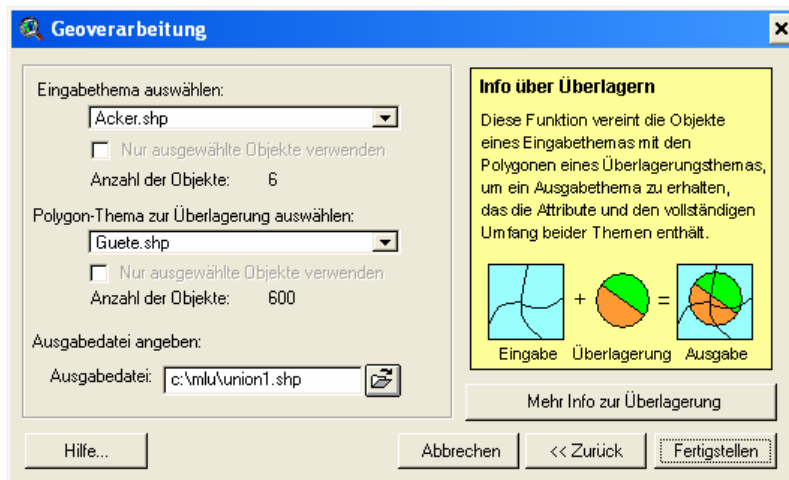 Geoverarbeitung
Eingabethema auswählen:
Acker.shp
Nur ausgewählte Objekte verwenden
Anzahl der Objekte: 6
Polygon-Thema zur Überlagerung auswählen:
Guete.shp
Nur ausgewählte Objekte verwenden
Anzahl der Objekte: 600
Ausgabedatei angeben:
Ausgabedatei: c:\mlu\union1.shp
Info über Überlagern
Diese Funktion vereint die Objekte
eines Eingabethemas mit den
Polygonen eines Überlagerungsthemas,
um ein Ausgabethema zu erhalten,
das die Attribute und den vollständigen
Umfang beider Themen enthält.
+ =
Eingabe Überlagerung Ausgabe
Mehr Info zur Überlagerung
Hilfe... Abbrechen << Zurück Fertigstellen